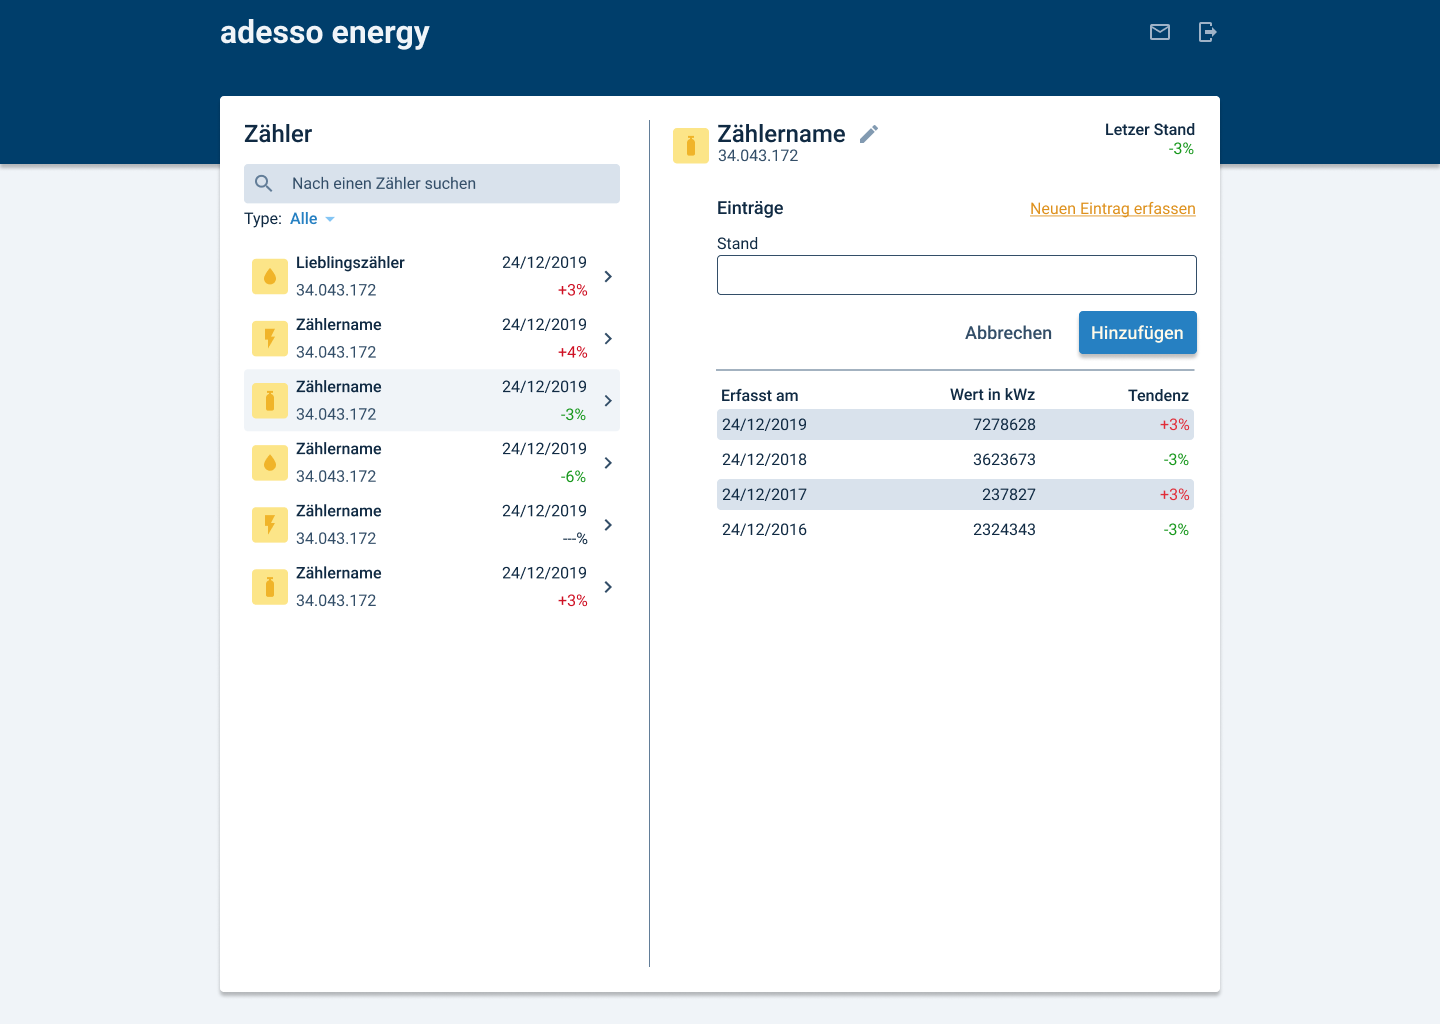 adesso energy
Zähler
Nach einen Zähler suchen
Type: Alle
Lieblingszähler 24/12/2019
34.043.172 +3%
Zählername 24/12/2019
34.043.172 +4%
Zählername 24/12/2019
34.043.172 -3%
Zählername 24/12/2019
34.043.172 -6%
Zählername 24/12/2019
34.043.172 ---%
Zählername 24/12/2019
34.043.172 +3%
Zählername
34.043.172
Letzer Stand
-3%
Einträge Neuen Eintrag erfassen
Stand
Abbrechen Hinzufügen
Erfasst am Wert in kWz Tendenz
24/12/2019 7278628 +3%
24/12/2018 3623673 -3%
24/12/2017 237827 +3%
24/12/2016 2324343 -3%